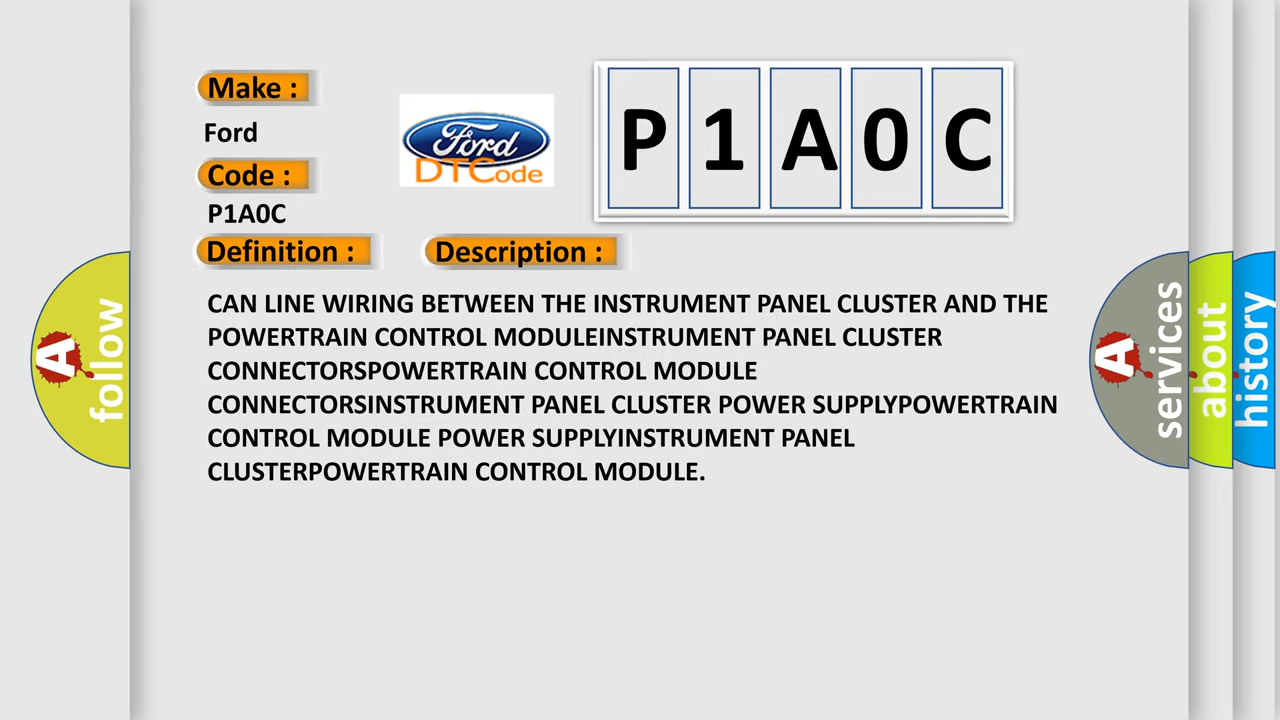 Make :
Ford
Code :
P1A0C
Definition :
Description :
Ford
DTCode
P 1 A 0 C
CAN LINE WIRING BETWEEN THE INSTRUMENT PANEL CLUSTER AND THE
POWERTRAIN CONTROL MODULEINSTRUMENT PANEL CLUSTER
CONNECTORSPOWERTRAIN CONTROL MODULE
CONNECTORSINSTRUMENT PANEL CLUSTER POWER SUPPLYPOWERTRAIN
CONTROL MODULE POWER SUPPLYINSTRUMENT PANEL
CLUSTERPOWERTRAIN CONTROL MODULE.
A
follow
A
services
about
history